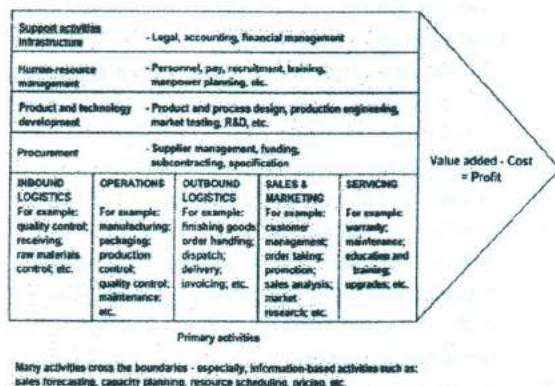 Support activities
Infrastructure
- Legal, accounting, financial management
Human-resource
management
- Personnel, pay, recruitment, training,
manpower planning, etc.
Product and technology
development
- Product and process design, production engineering,
market testing, R&D, etc.
Procurement
- Supplier management, funding,
subcontracting, specification
INBOUND
LOGISTICS
For example:
quality control;
receiving;
raw materials
control; etc.
OPERATIONS
For example:
manufacturing;
packaging;
production
control;
quality control;
maintenance;
etc.
OUTBOUND
LOGISTICS
For example:
finishing goods;
order handling;
dispatch;
delivery;
invoicing; etc.
SALES &
MARKETING
For example:
customer
management;
order taking;
promotion;
sales analysis;
market
research; etc.
SERVICING
For example:
warranty;
maintenance;
education and
training;
upgrades; etc.
Value added - Cost
= Profit
Primary activities
Many activities cross the boundaries - especially, information-based activities such as:
sales forecasting, capacity planning, resource scheduling, pricing, etc.